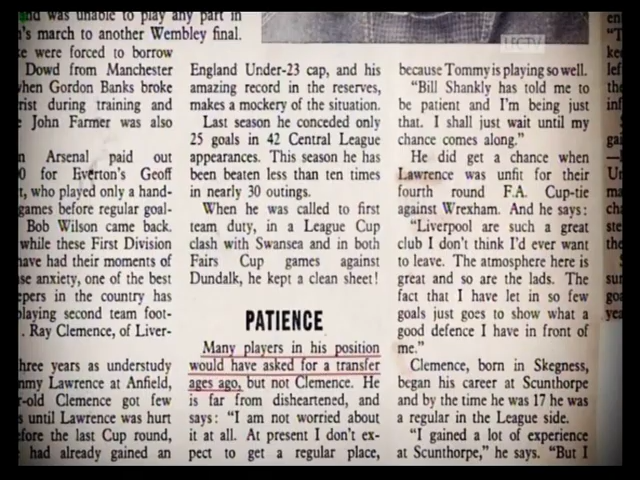 and was unable to play any part in
march to another Wembley final.
were forced to borrow
Dowd from Manchester
when Gordon Banks broke
during training and
John Farmer was also
Arsenal paid out
for Everton's Geoff
, who played only a hand-
games before regular goal-
Bob Wilson came back.
while these First Division
have had their moments of
anxiety, one of the best
in the country has
playing second team foot-
. Ray Clemence, of Liver-
three years as understudy
Lawrence at Anfield,
Clemence got few
until Lawrence was hurt
before the last Cup round,
had already gained an
England Under-23 cap, and his
amazing record in the reserves,
makes a mockery of the situation.
Last season he conceded only
25 goals in 42 Central League
appearances. This season he has
been beaten less than ten times
in nearly 30 outings.
When he was called to first
team duty, in a League Cup
clash with Swansea and in both
Fairs Cup games against
Dundalk, he kept a clean sheet!
PATIENCE
Many players in his position
would have asked for a transfer
ages ago, but not Clemence. He
is far from disheartened, and
says: "I am not worried about
it at all. At present I don't ex-
pect to get a regular place,
LFCTV
because Tommy is playing so well.
"Bill Shankly has told me to
be patient and I'm being just
that. I shall just wait until my
chance comes along."
He did get a chance when
Lawrence was unfit for their
fourth round F.A. Cup-tie
against Wrexham. And he says:
"Liverpool are such a great
club I don't think I'd ever want
to leave. The atmosphere here is
great and so are the lads. The
fact that I have let in so few
goals just goes to show what a
good defence I have in front of
me."
Clemence, born in Skegness,
began his career at Scunthorpe
and by the time he was 17 he was
a regular in the League side.
"I gained a lot of experience
at Scunthorpe," he says. "But I